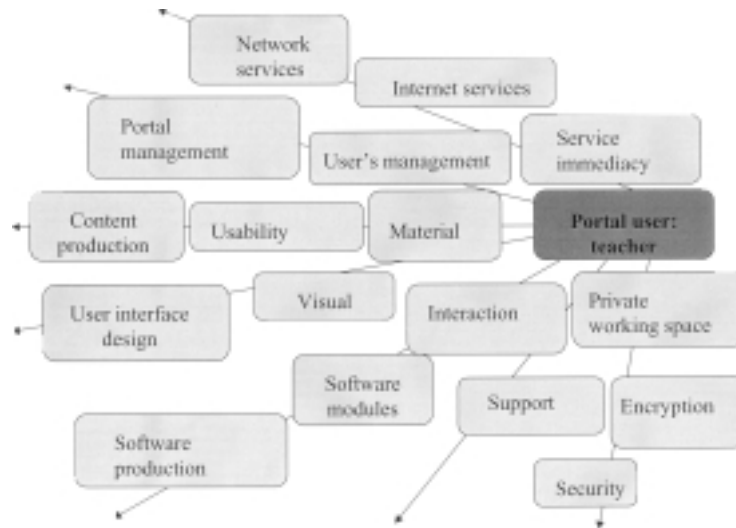 Network
services
Internet services
Portal
management
User's management
Service
immediacy
Content
production
Usability
Material
Portal user:
teacher
User interface
design
Visual
Interaction
Private
working space
Software
modules
Support
Encryption
Software
production
Security